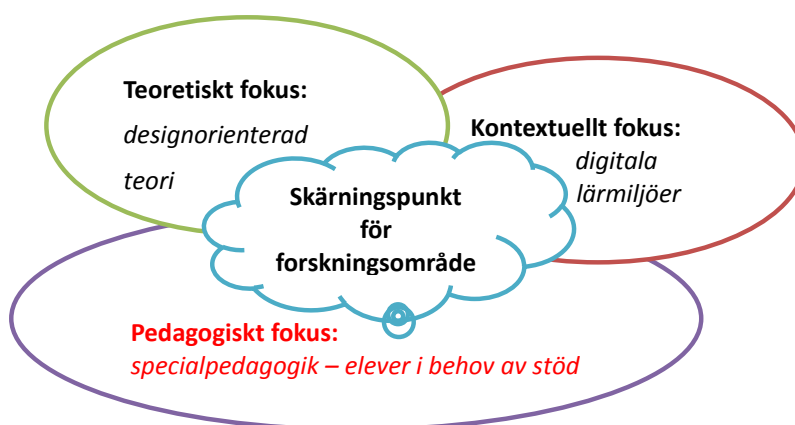 Teoretiskt fokus:
designorienterad
teori
Kontextuellt fokus:
digitala
lärmiljöer
Skärningspunkt
för
forskningsområde
Pedagogiskt fokus:
specialpedagogik – elever i behov av stöd